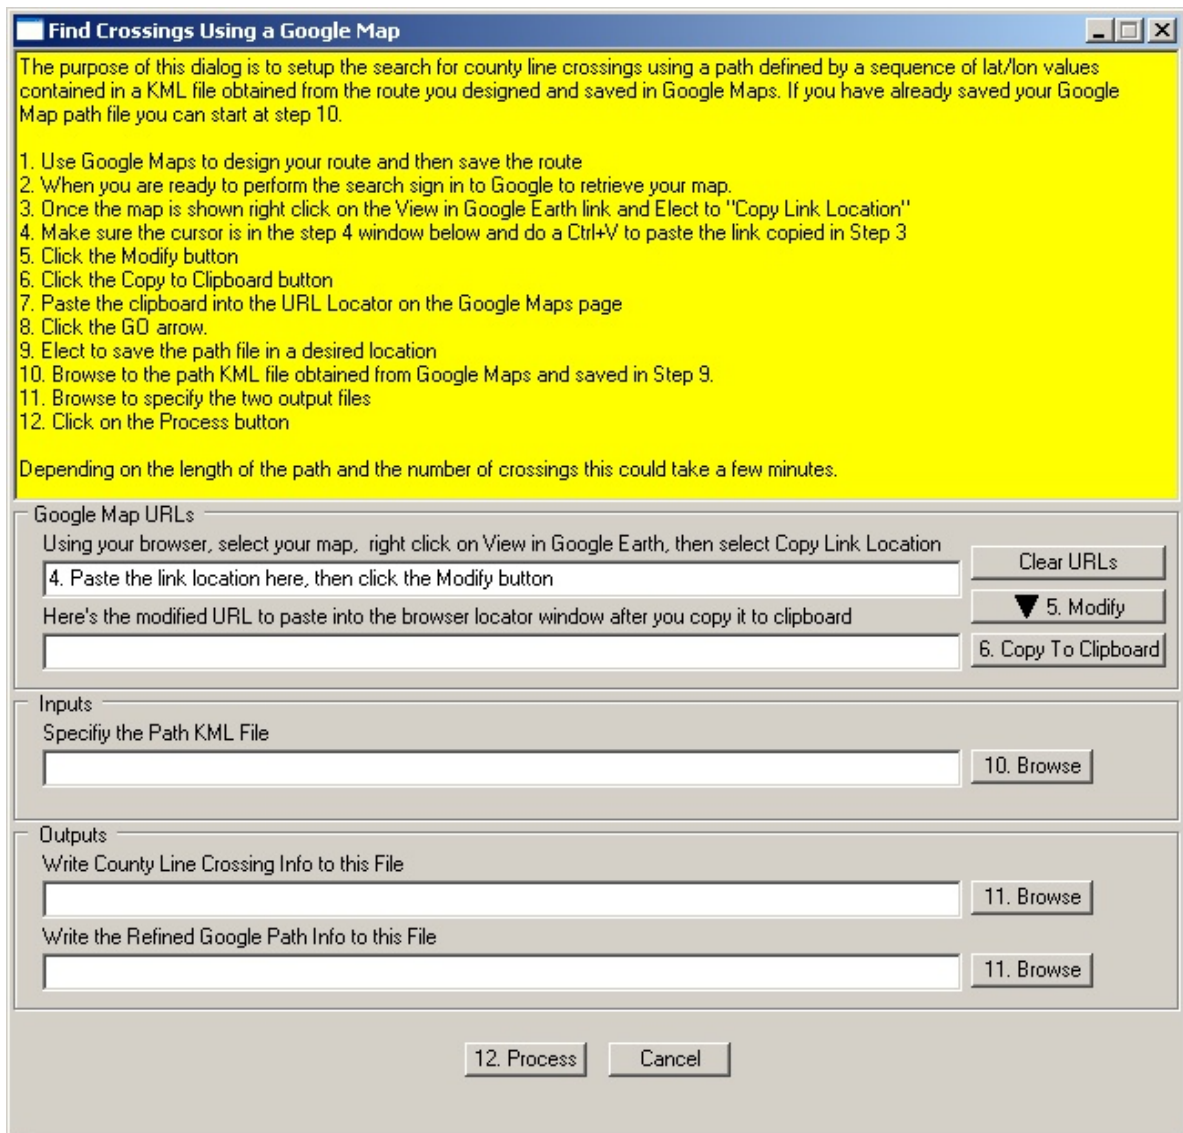 Find Crossings Using a Google Map
The purpose of this dialog is to setup the search for county line crossings using a path defined by a sequence of lat/lon values
contained in a KML file obtained from the route you designed and saved in Google Maps. If you have already saved your Google
Map path file you can start at step 10.
1. Use Google Maps to design your route and then save the route
2. When you are ready to perform the search sign in to Google to retrieve your map.
3. Once the map is shown right click on the View in Google Earth link and Elect to "Copy Link Location"
4. Make sure the cursor is in the step 4 window below and do a Ctrl+V to paste the link copied in Step 3
5. Click the Modify button
6. Click the Copy to Clipboard button
7. Paste the clipboard into the URL Locator on the Google Maps page
8. Click the GO arrow.
9. Elect to save the path file in a desired location
10. Browse to the path KML file obtained from Google Maps and saved in Step 9.
11. Browse to specify the two output files
12. Click on the Process button
Depending on the length of the path and the number of crossings this could take a few minutes.
Google Map URLs
Using your browser, select your map, right click on View in Google Earth, then select Copy Link Location
Clear URLs
4. Paste the link location here, then click the Modify button
5. Modify
Here's the modified URL to paste into the browser locator window after you copy it to clipboard
6. Copy To Clipboard
Inputs
Specifiy the Path KML File
10. Browse
Outputs
Write County Line Crossing Info to this File
11. Browse
Write the Refined Google Path Info to this File
11. Browse
12. Process
Cancel